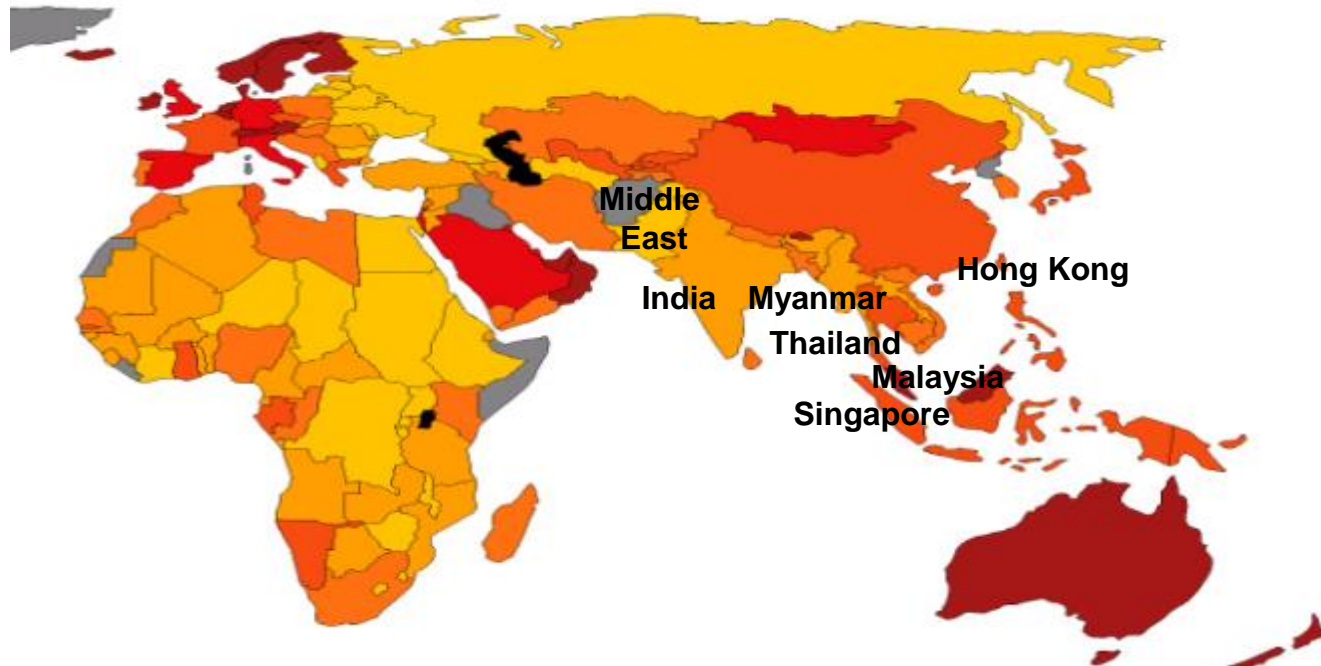 Middle
East
Hong Kong
India
Myanmar
Thailand
Malaysia
Singapore